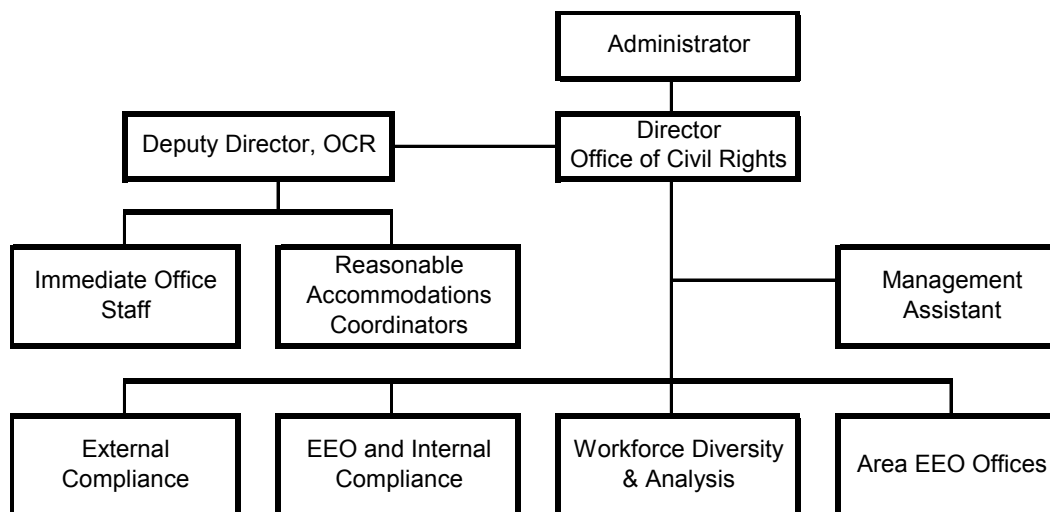 Administrator
Deputy Director, OCR
Director
Office of Civil Rights
Immediate Office
Staff
Reasonable
Accommodations
Coordinators
Management
Assistant
External
Compliance
EEO and Internal
Compliance
Workforce Diversity
& Analysis
Area EEO Offices